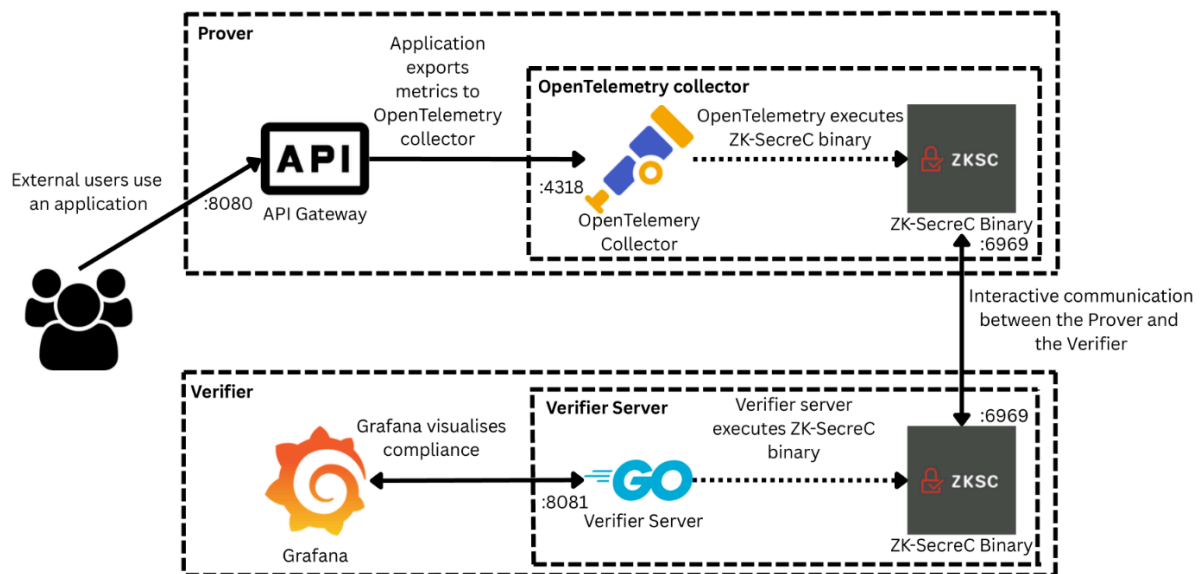 Prover
Application
exports
metrics to
OpenTelemetry
collector
OpenTelemetry collector
OpenTelemetry executes
ZK-SecreC binary
ZKSC
API
External users use
an application
:8080
API Gateway
:4318
OpenTelemery
Collector
ZK-SecreC Binary
:6969
Interactive communication
between the Prover and
the Verifier
Verifier
Verifier Server
Verifier server
executes ZK-SecreC
binary
:6969
Grafana visualises
compliance
GO
ZKSC
:8081
Verifier Server
Grafana
ZK-SecreC Binary